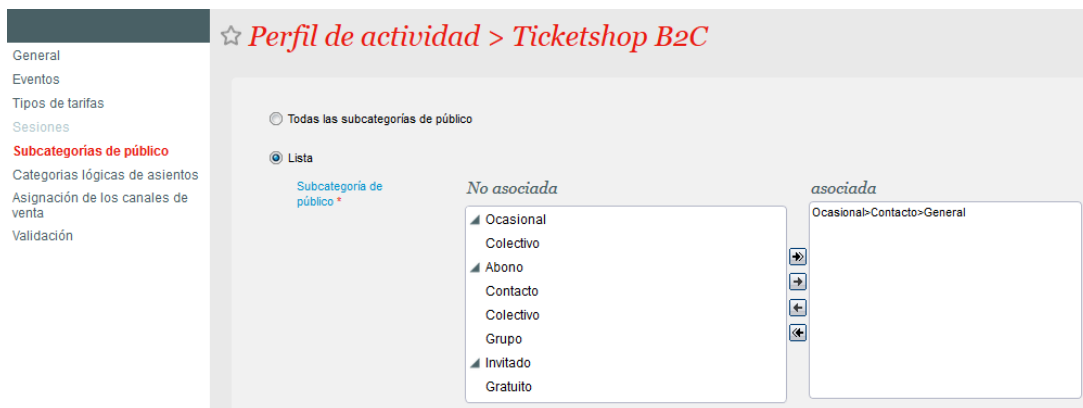 Perfil de actividad > Ticketshop B2C
General
Eventos
Tipos de tarifas
Sesiones
Subcategorías de público
Categorias lógicas de asientos
Asignación de los canales de
venta
Validación
Todas las subcategorías de público
Lista
Subcategoría de
público *
No asociada
Ocasional
Colectivo
Abono
Contacto
Colectivo
Grupo
Invitado
Gratuito
asociada
Ocasional>Contacto>General